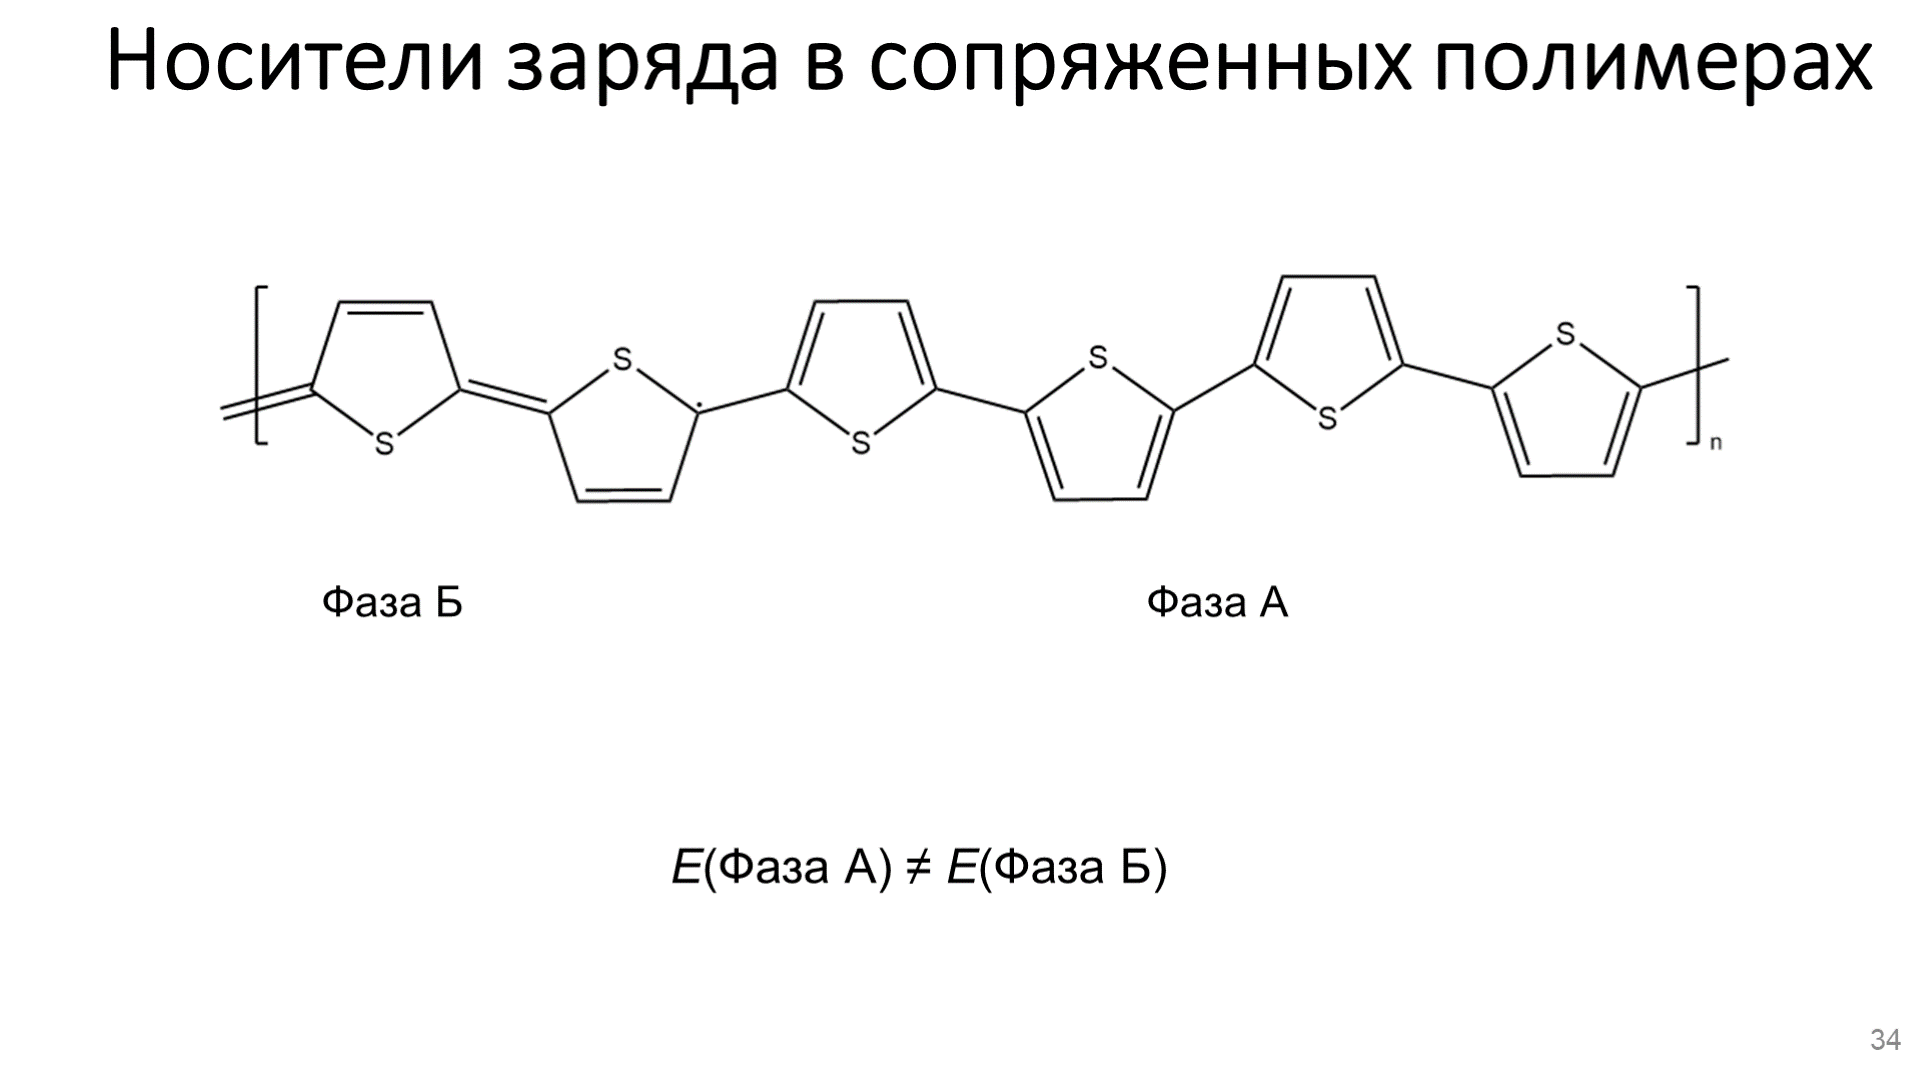 Носители заряда в сопряженных полимерах
S
S
S
S
S
S
n
Фаза Б
Фаза А
E(Фаза А) ≠ E(Фаза Б)
34